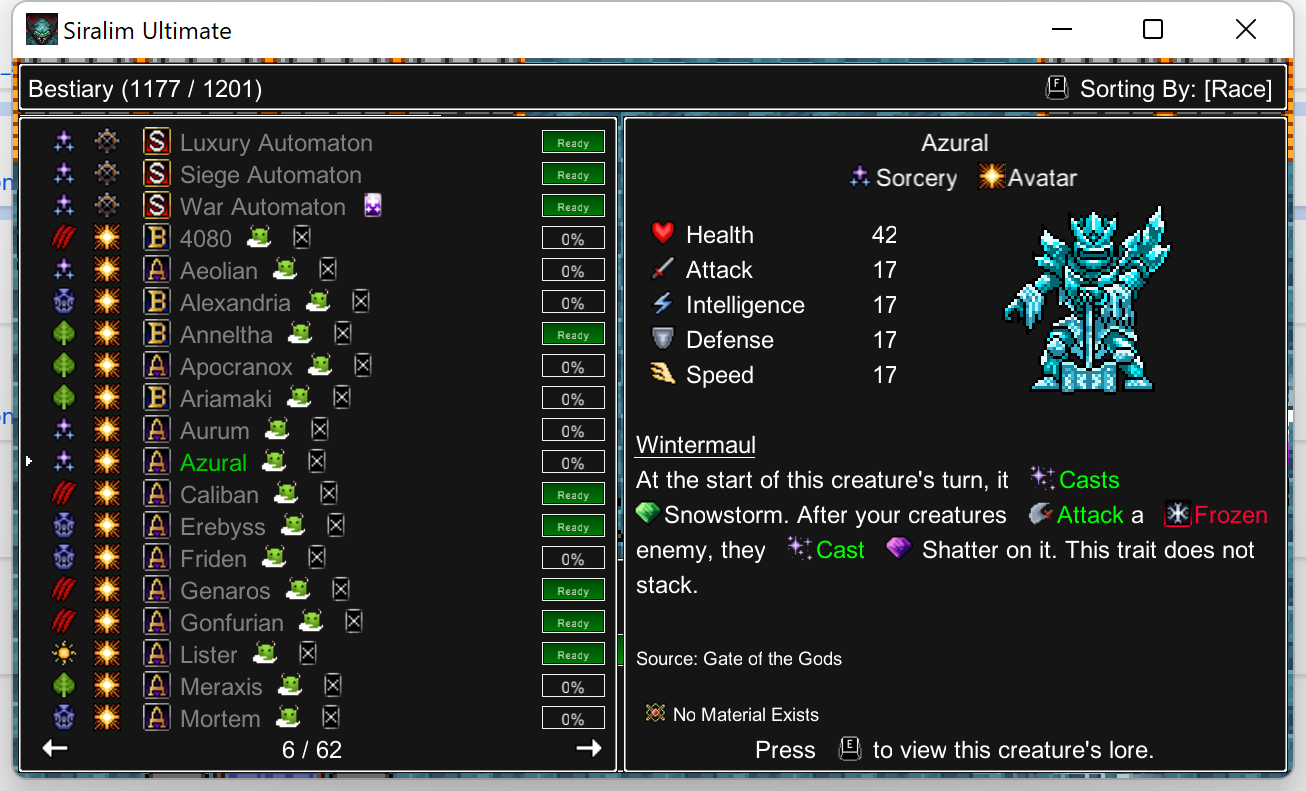 Siralim Ultimate
Bestiary (1177 / 1201)
F Sorting By: [Race]
S Luxury Automaton Ready
S Siege Automaton Ready
S War Automaton Ready
B 4080 0%
A Aeolian 0%
B Alexandria 0%
B Anneltha Ready
A Apocranox 0%
B Ariamaki 0%
A Aurum 0%
A Azural 0%
A Caliban Ready
A Erebyss Ready
A Friden 0%
A Genaros Ready
A Gonfurian Ready
A Lister Ready
A Meraxis 0%
A Mortem 0%
6 / 62
Azural
Sorcery Avatar
Health 42
Attack 17
Intelligence 17
Defense 17
Speed 17
Wintermaul
At the start of this creature's turn, it Casts
Snowstorm. After your creatures Attack a Frozen
enemy, they Cast Shatter on it. This trait does not
stack.
Source: Gate of the Gods
No Material Exists
Press E to view this creature's lore.